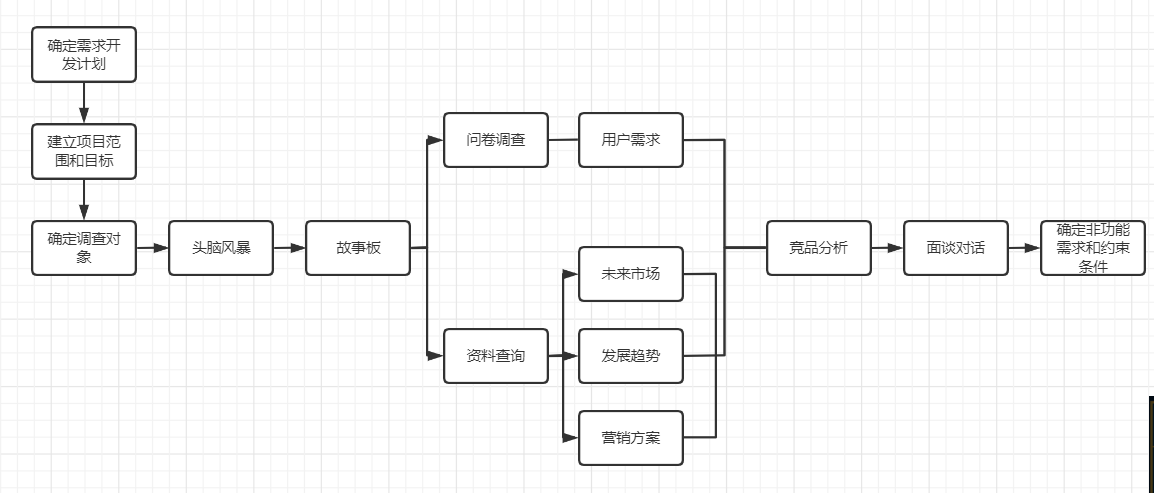 确定需求开
发计划
建立项目范
围和目标
确定调查对
象
头脑风暴
故事板
问卷调查
用户需求
资料查询
未来市场
发展趋势
营销方案
竞品分析
面谈对话
确定非功能
需求和约束
条件